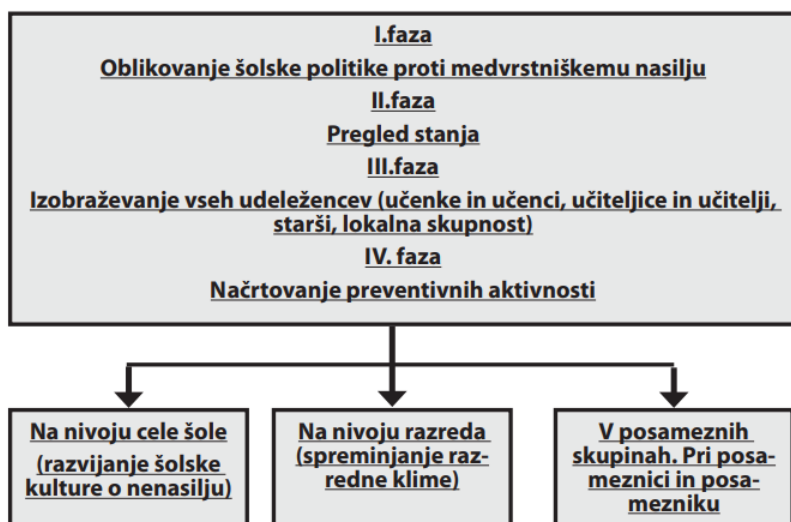 I.faza
Oblikovanje šolske politike proti medvrstniškemu nasilju
II.faza
Pregled stanja
III.faza
Izobraževanje vseh udeležencev (učenke in učenci, učiteljice in učitelji,
starši, lokalna skupnost)
IV. faza
Načrtovanje preventivnih aktivnosti
Na nivoju cele šole
(razvijanje šolske
kulture o nenasilju)
Na nivoju razreda
(spreminjanje raz-
redne klime)
V posameznih
skupinah. Pri posa-
meznici in posa-
mezniku